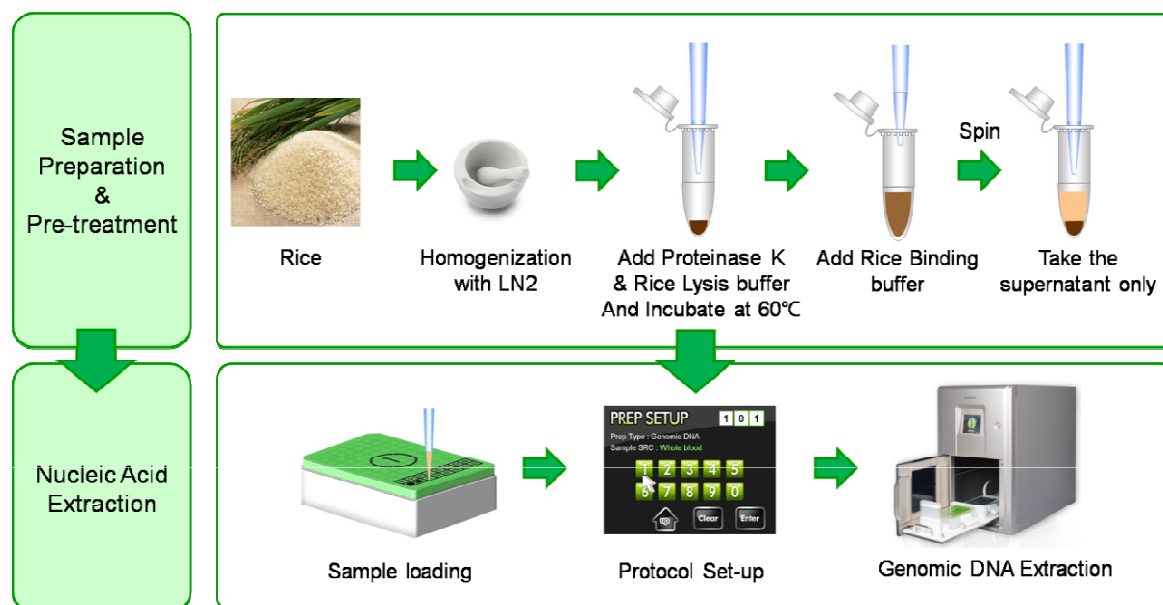 Sample
Preparation
&
Pre-treatment
Rice
Homogenization
with LN2
Add Proteinase K
& Rice Lysis buffer
And Incubate at 60℃
Add Rice Binding
buffer
Spin
Take the
supernatant only
Nucleic Acid
Extraction
1
Sample loading
PREP SETUP
1 0 1
Prep Type : Genomic DNA
Sample SRC : Whole blood
1 2 3 4 5
6 7 8 9 0
Clear
Enter
Protocol Set-up
Genomic DNA Extraction